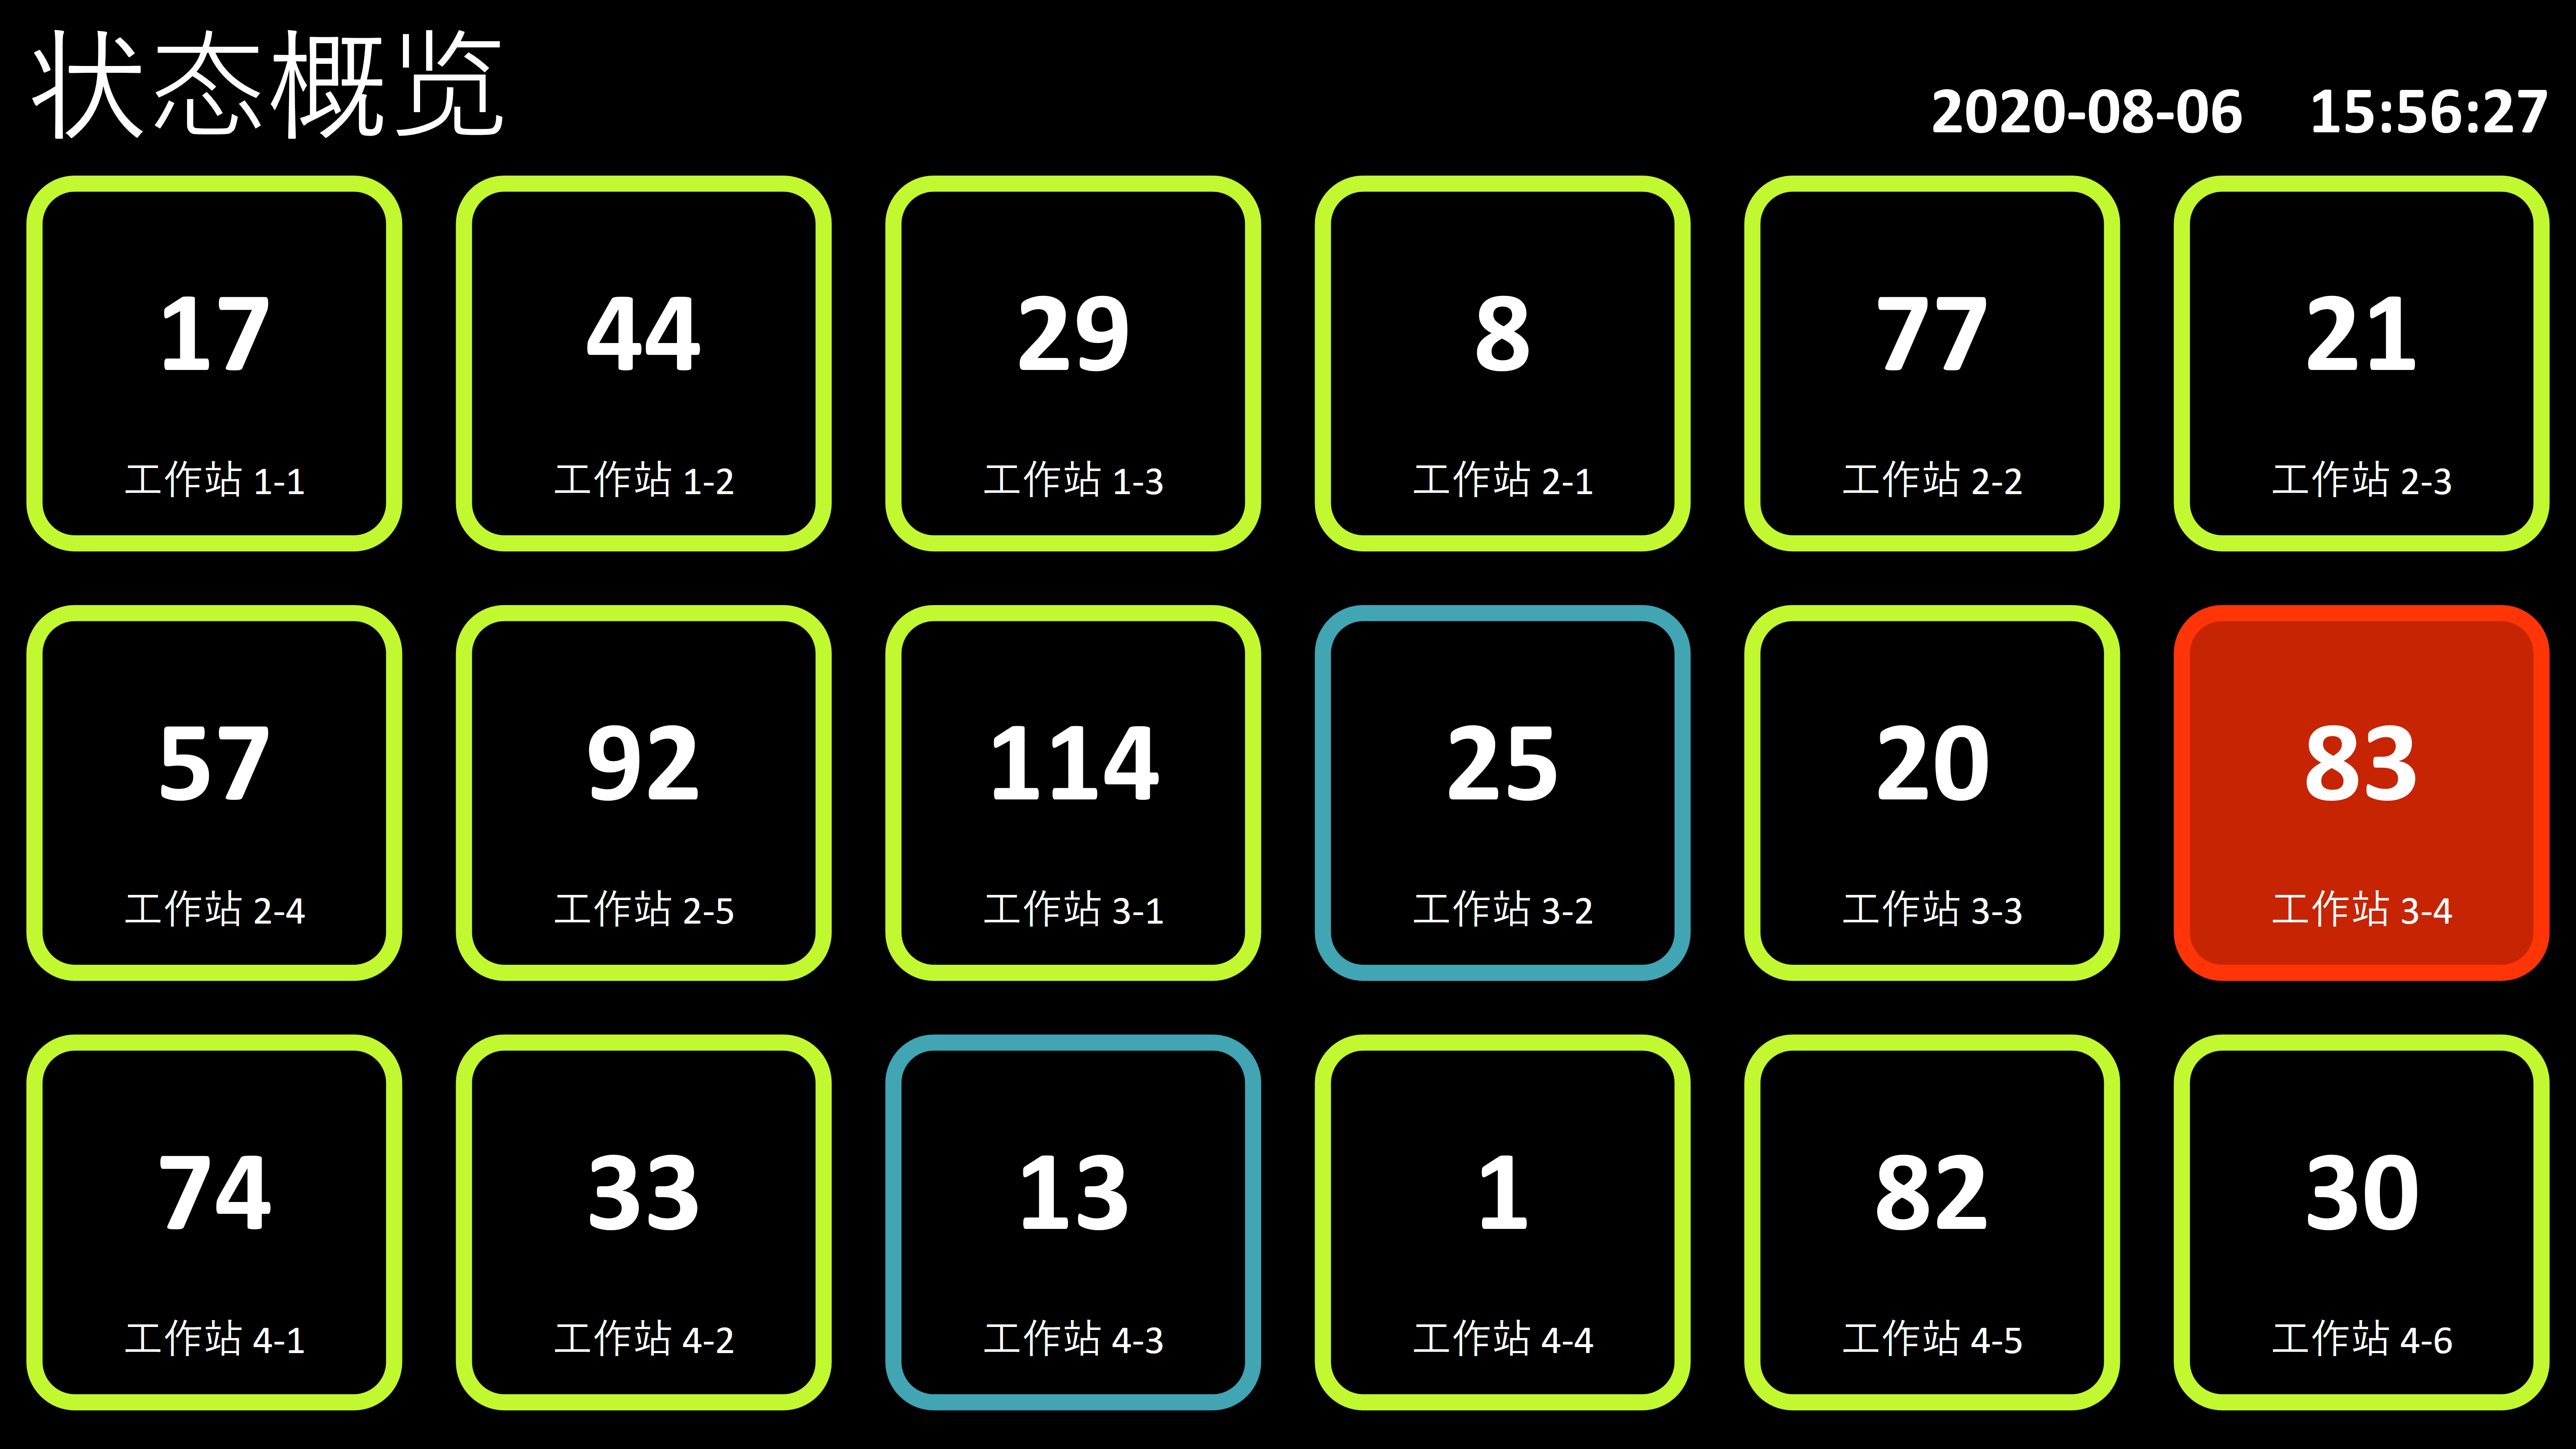 状态概览
2020-08-06 15:56:27
17
工作站 1-1
44
工作站 1-2
29
工作站 1-3
8
工作站 2-1
77
工作站 2-2
21
工作站 2-3
57
工作站 2-4
92
工作站 2-5
114
工作站 3-1
25
工作站 3-2
20
工作站 3-3
83
工作站 3-4
74
工作站 4-1
33
工作站 4-2
13
工作站 4-3
1
工作站 4-4
82
工作站 4-5
30
工作站 4-6